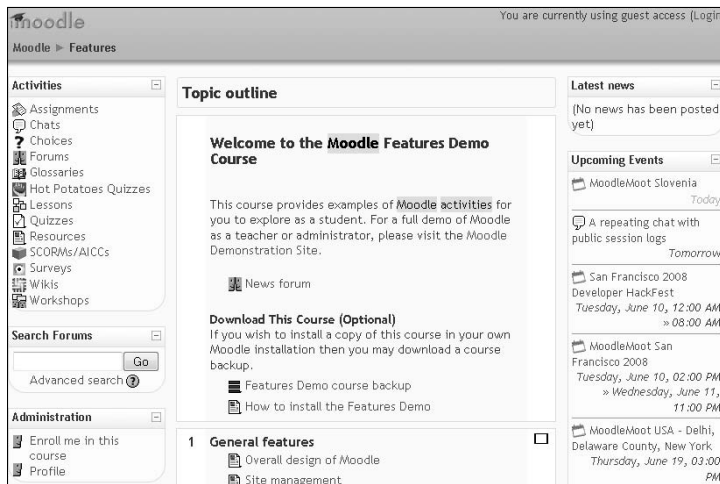 moodle
You are currently using guest access (Login
Moodle ► Features
Activities
Assignments
Chats
Choices
Forums
Glossaries
Hot Potatoes Quizzes
Lessons
Quizzes
Resources
SCORMs/AICCs
Surveys
Wikis
Workshops
Search Forums
Go
Advanced search ?
Administration
Enroll me in this
course
Profile
Topic outline
Welcome to the Moodle Features Demo
Course
This course provides examples of Moodle activities for
you to explore as a student. For a full demo of Moodle
as a teacher or administrator, please visit the Moodle
Demonstration Site.
News forum
Download This Course (Optional)
If you wish to install a copy of this course in your own
Moodle installation then you may download a course
backup.
Features Demo course backup
How to install the Features Demo
1 General features
Overall design of Moodle
Site management
Latest news
(No news has been posted
yet)
Upcoming Events
MoodleMoot Slovenia
Today
A repeating chat with
public session logs
Tomorrow
San Francisco 2008
Developer HackFest
Tuesday, June 10, 12:00 AM
» 08:00 AM
MoodleMoot San
Francisco 2008
Tuesday, June 10, 02:00 PM
» Wednesday, June 11,
11:00 PM
MoodleMoot USA - Delhi,
Delaware County, New York
Thursday, June 19, 03:00
PM